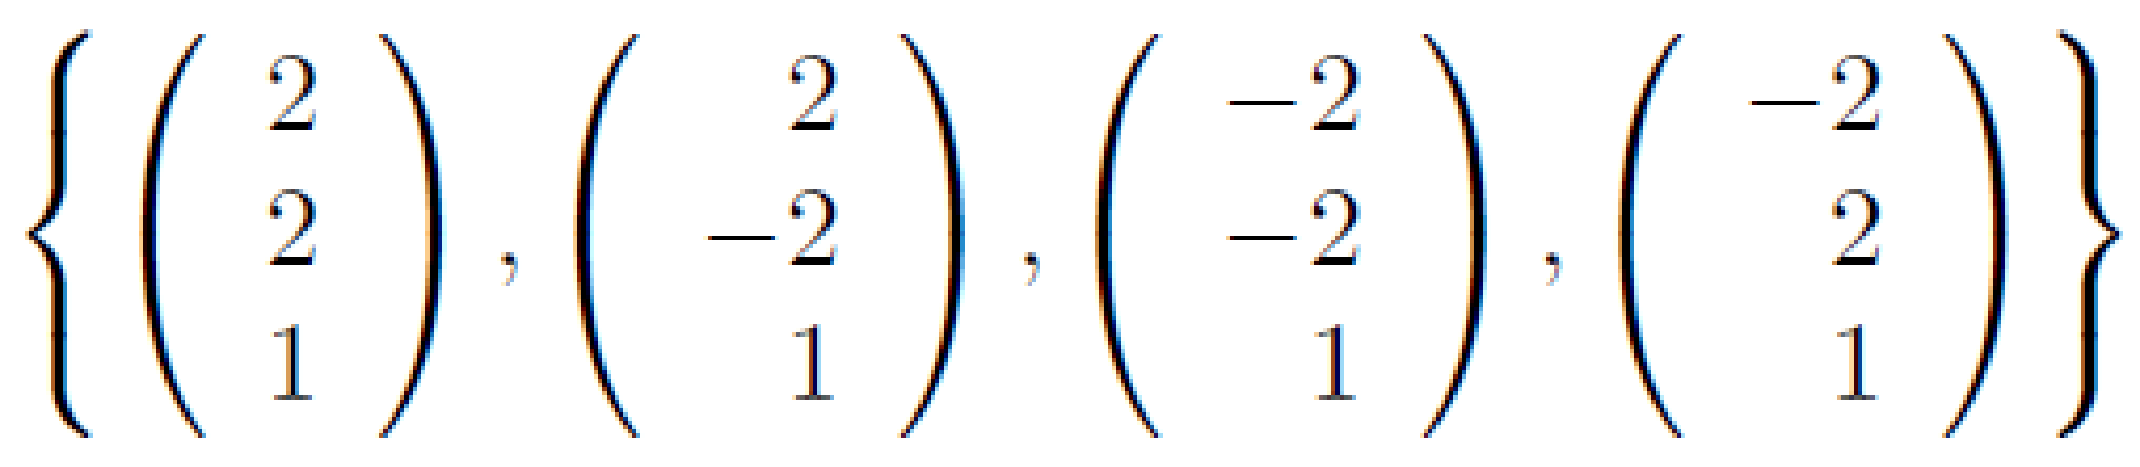 { ( 2 2 1 ) , ( 2 −2 1 ) , ( −2 −2 1 ) , ( −2 2 1 ) }